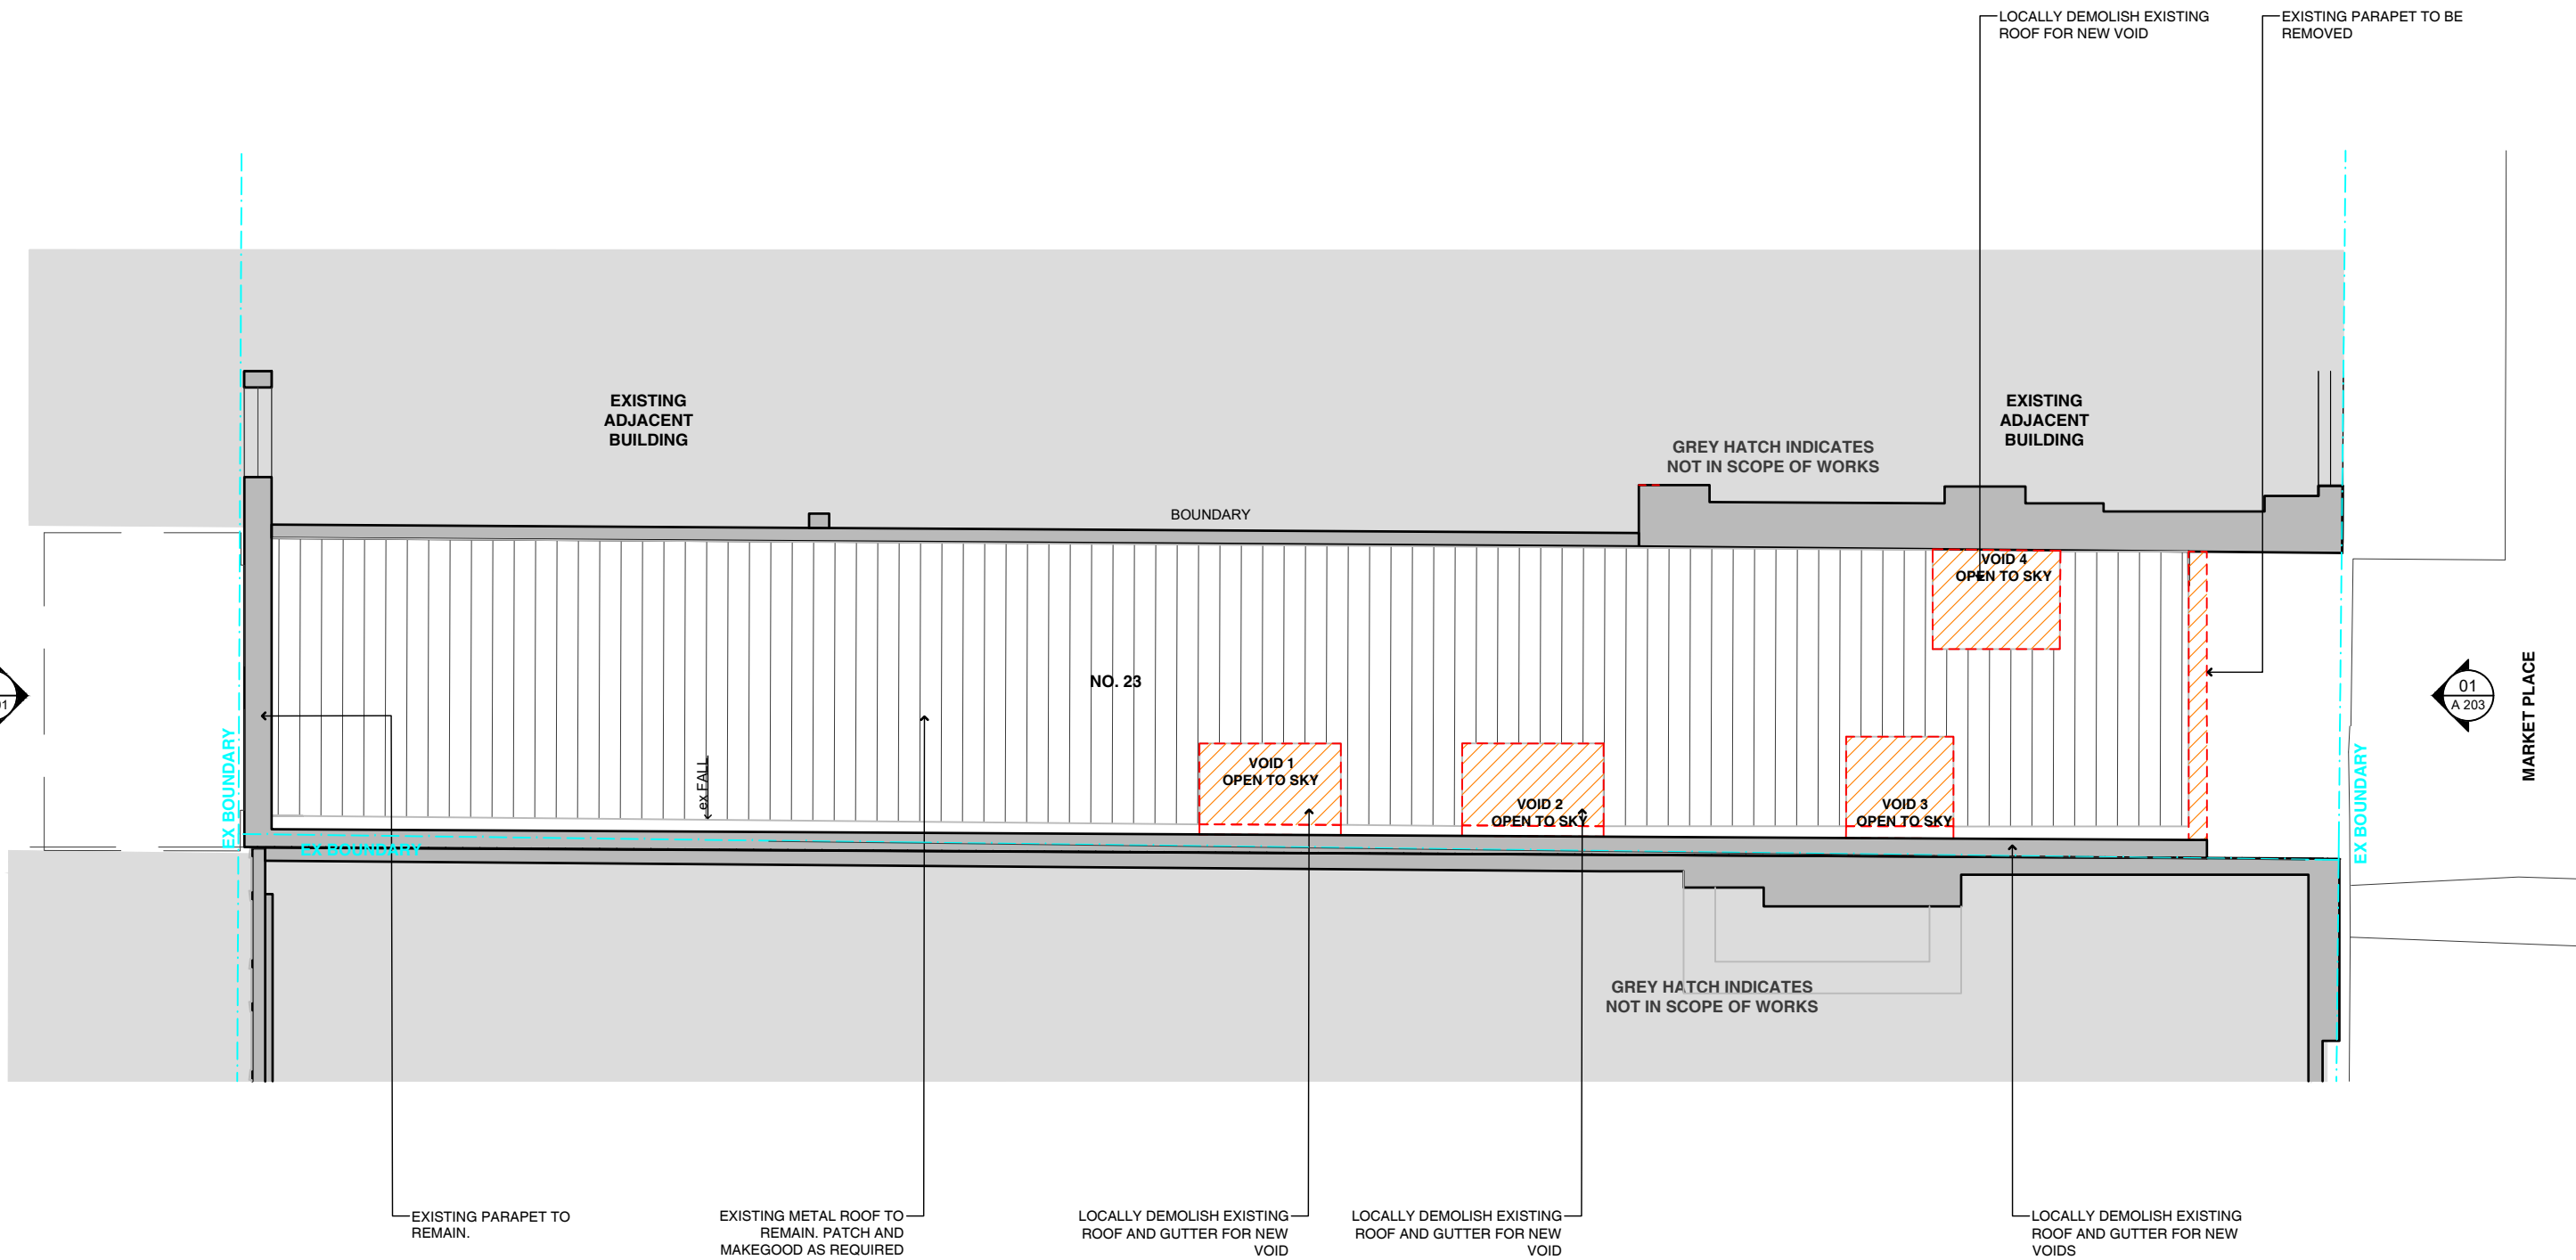 LOCALLY DEMOLISH EXISTING
ROOF FOR NEW VOID
EXISTING PARAPET TO BE
REMOVED
EXISTING
ADJACENT
BUILDING
EXISTING
ADJACENT
BUILDING
GREY HATCH INDICATES
NOT IN SCOPE OF WORKS
BOUNDARY
VOID 4
OPEN TO SKY
NO. 23
01
A 203
MARKET PLACE
EX BOUNDARY
ex FALL
VOID 1
OPEN TO SKY
VOID 2
OPEN TO SKY
VOID 3
OPEN TO SKY
EX BOUNDARY
EX BOUNDARY
GREY HATCH INDICATES
NOT IN SCOPE OF WORKS
EXISTING PARAPET TO
REMAIN.
EXISTING METAL ROOF TO
REMAIN. PATCH AND
MAKEGOOD AS REQUIRED
LOCALLY DEMOLISH EXISTING
ROOF AND GUTTER FOR NEW
VOID
LOCALLY DEMOLISH EXISTING
ROOF AND GUTTER FOR NEW
VOID
LOCALLY DEMOLISH EXISTING
ROOF AND GUTTER FOR NEW
VOIDS